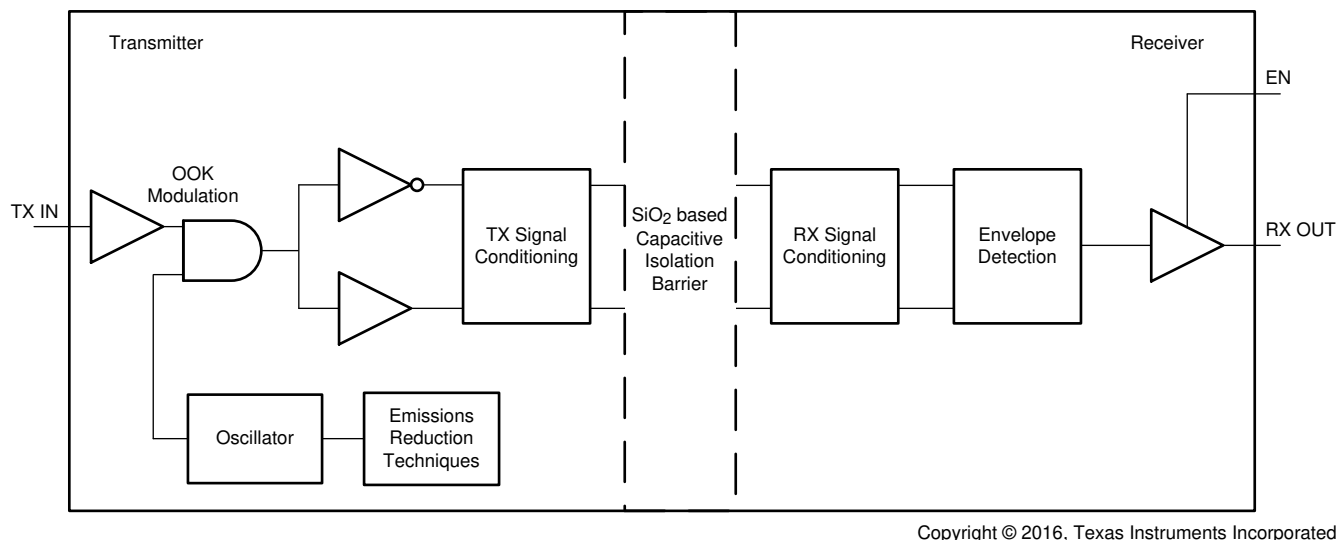 Transmitter
Receiver
EN
OOK
Modulation
TX IN
TX Signal
Conditioning
SiO2 based
Capacitive
Isolation
Barrier
RX Signal
Conditioning
Envelope
Detection
RX OUT
Oscillator
Emissions
Reduction
Techniques
Copyright © 2016, Texas Instruments Incorporated